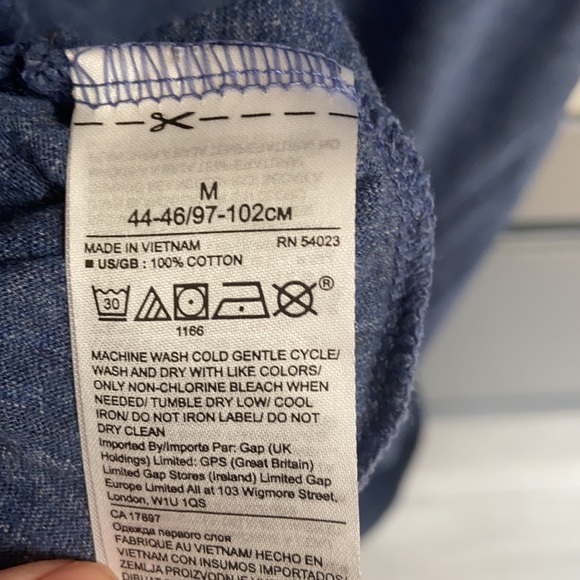 M
44-46/97-102CM
MADE IN VIETNAM RN 54023
■ US/GB : 100% COTTON
30 ®
1166
MACHINE WASH COLD GENTLE CYCLE/
WASH AND DRY WITH LIKE COLORS/
ONLY NON-CHLORINE BLEACH WHEN
NEEDED/ TUMBLE DRY LOW/ COOL
IRON/ DO NOT IRON LABEL/ DO NOT
DRY CLEAN
Imported By/Importe Par: Gap (UK
Holdings) Limited: GPS (Great Britain)
Limited Gap Stores (Ireland) Limited Gap
Europe Limited All at 103 Wigmore Street,
London, W1U 1QS
CA 17897
Одежда первого слоя
FABRIQUE AU VIETNAM/ HECHO EN
VIETNAM CON INSUMOS IMPORTADOS/
ZEMLJA PROIZVODNJE